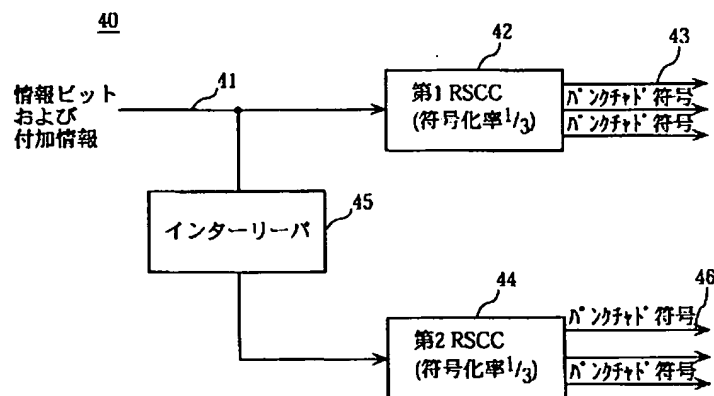 40
42
43
41
情報ビット
および
付加情報
第1 RSCC
(符号化率1/3)
パンクチャド符号
パンクチャド符号
インターリーバ
45
44
46
第2 RSCC
(符号化率1/3)
パンクチャド符号
パンクチャド符号